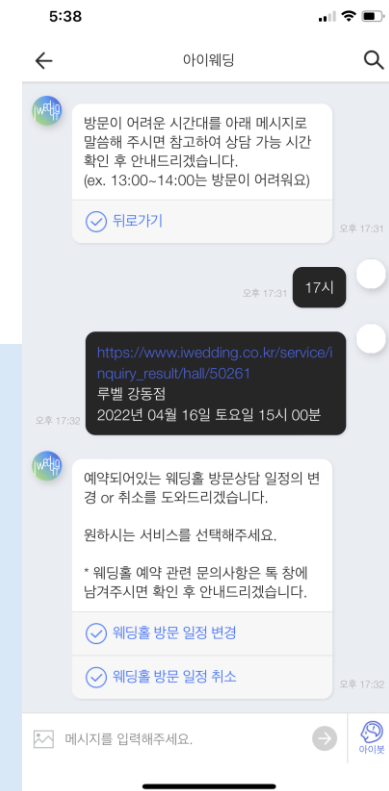 5:38
아이웨딩
iwedding
방문이 어려운 시간대를 아래 메시지로
말씀해 주시면 참고하여 상담 가능 시간
확인 후 안내드리겠습니다.
(ex. 13:00~14:00는 방문이 어려워요)
뒤로가기
오후 17:31
17시
오후 17:31
https://www.iwedding.co.kr/service/i
nquiry_result/hall/50261
루벨 강동점
2022년 04월 16일 토요일 15시 00분
오후 17:32
예약되어있는 웨딩홀 방문상담 일정의 변
경 or 취소를 도와드리겠습니다.
원하시는 서비스를 선택해주세요.
* 웨딩홀 예약 관련 문의사항은 톡 창에
남겨주시면 확인 후 안내드리겠습니다.
웨딩홀 방문 일정 변경
웨딩홀 방문 일정 취소
오후 17:32
메시지를 입력해주세요.
아이봇